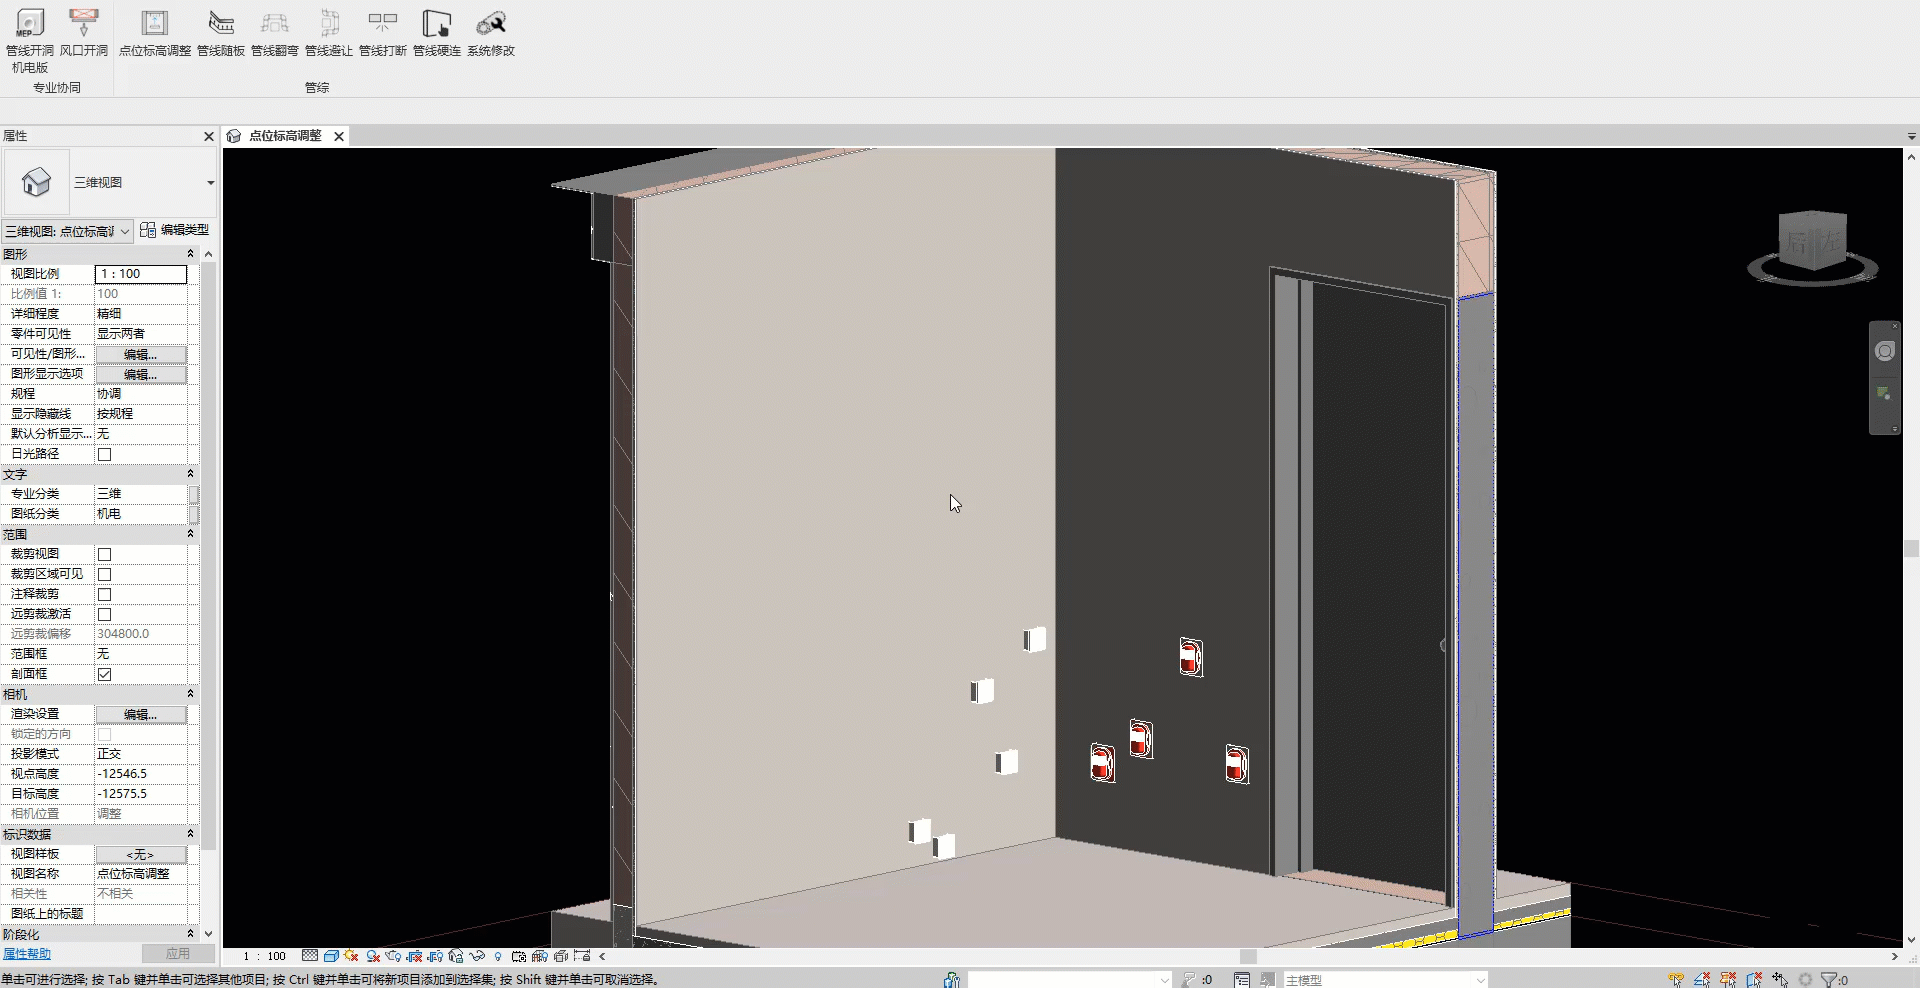 MEP
管线开洞 风口开洞 点位标高调整 管线随板 管线翻弯 管线避让 管线打断 管线硬连 系统修改
机电版
专业协同 管综
属性
点位标高调整
三维视图
三维视图: 点位标高调 编辑类型
图形
视图比例 1 : 100
比例值 1: 100
详细程度 精细
零件可见性 显示两者
可见性/图形... 编辑...
图形显示选项 编辑...
规程 协调
显示隐藏线 按规程
默认分析显示... 无
日光路径
文字
专业分类 三维
图纸分类 机电
范围
裁剪视图
裁剪区域可见
注释裁剪
远剪裁激活
远剪裁偏移 304800.0
范围框 无
剖面框
相机
渲染设置 编辑...
锁定的方向
投影模式 正交
视点高度 -12546.5
目标高度 -12575.5
相机位置 调整
标识数据
视图样板 <无>
视图名称 点位标高调整
相关性 不相关
图纸上的标题
阶段化
属性帮助 应用
后 左
1 : 100
单击可进行选择; 按 Tab 键并单击可选择其他项目; 按 Ctrl 键并单击可将新项目添加到选择集; 按 Shift 键并单击可取消选择。
:0 主模型 :0